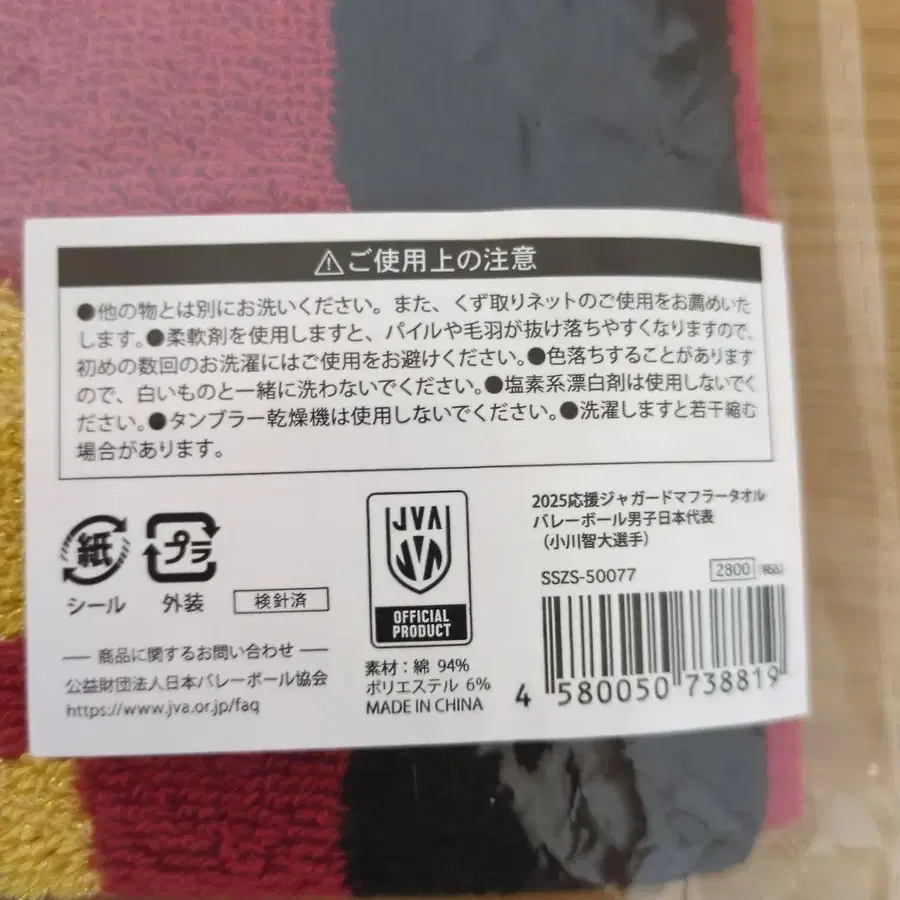 ⚠ご使用上の注意
●他の物とは別にお洗いください。また、くず取りネットのご使用をお薦めいた
します。●柔軟剤を使用しますと、パイルや毛羽が抜け落ちやすくなりますので、
初めの数回のお洗濯にはご使用をお避けください。●色落ちすることがあります
ので、白いものと一緒に洗わないでください。●塩素系漂白剤は使用しないでく
ださい。●タンブラー乾燥機は使用しないでください。●洗濯しますと若干縮む
場合があります。
紙
シール
プラ
外装
検針済
商品に関するお問い合わせ
公益財団法人日本バレーボール協会
https://www.jva.or.jp/faq
JVA
OFFICIAL
PRODUCT
素材：綿 94%
ポリエステル 6%
MADE IN CHINA
2025応援ジャガードマフラータオル
バレーボール男子日本代表
（小川智大選手）
SSZS-50077
2800
4 580050 738819